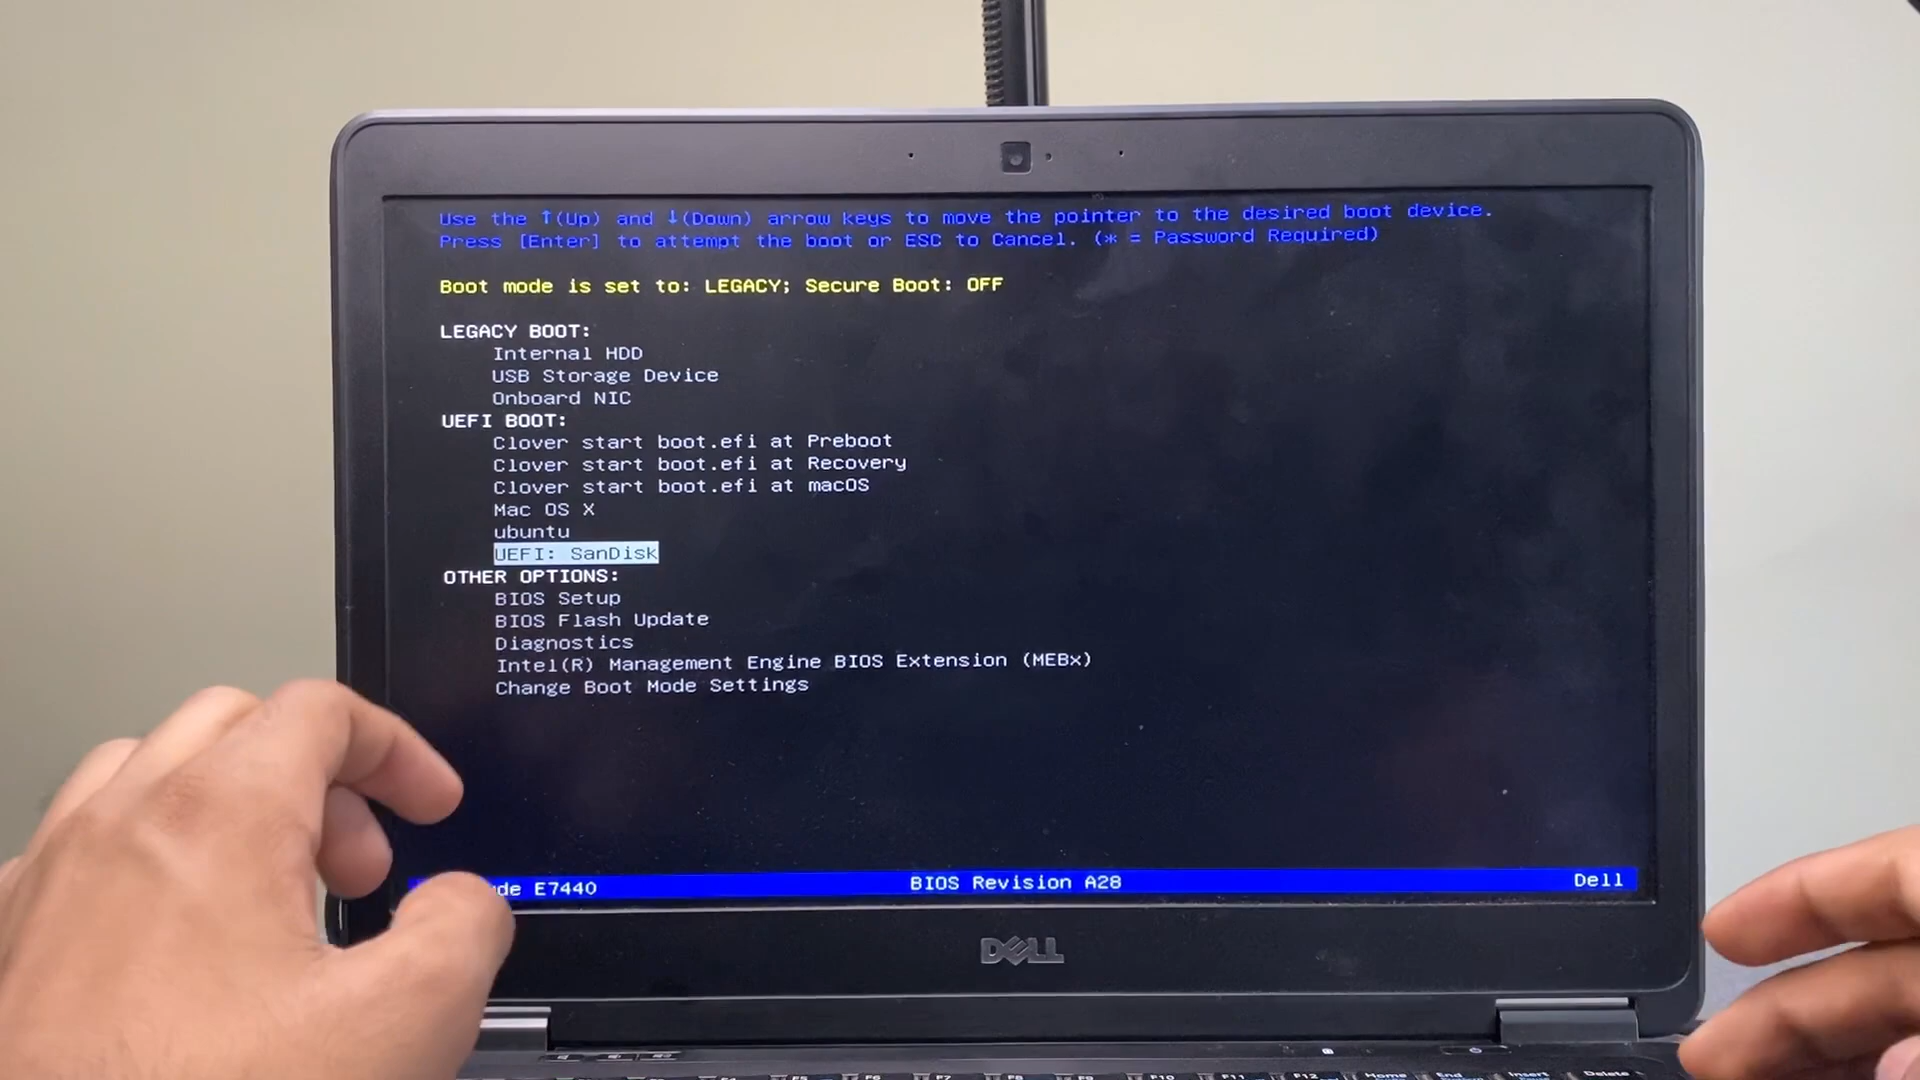 Use the ↑(Up) and ↓(Down) arrow keys to move the pointer to the desired boot device.
Press [Enter] to attempt the boot or ESC to Cancel. (* = Password Required)
Boot mode is set to: LEGACY; Secure Boot: OFF
LEGACY BOOT:
Internal HDD
USB Storage Device
Onboard NIC
UEFI BOOT:
Clover start boot.efi at Preboot
Clover start boot.efi at Recovery
Clover start boot.efi at macOS
Mac OS X
ubuntu
UEFI: SanDisk
OTHER OPTIONS:
BIOS Setup
BIOS Flash Update
Diagnostics
Intel(R) Management Engine BIOS Extension (MEBx)
Change Boot Mode Settings
E7440 BIOS Revision A28 Dell
DELL